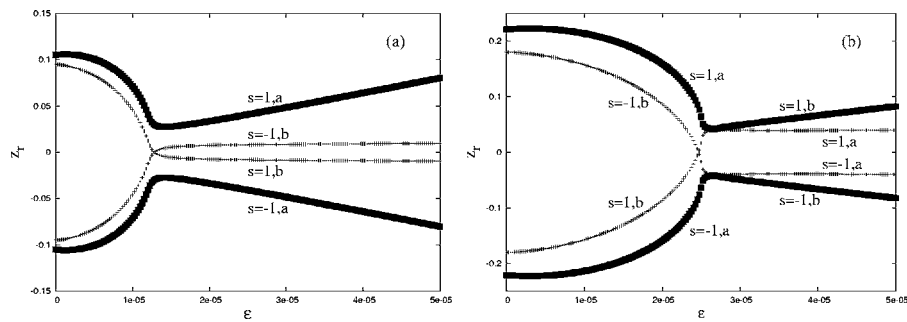 (a)
0.15
0.1
0.05
0
-0.05
-0.1
-0.15
z_r
s=1,a
s=-1,b
s=1,b
s=-1,a
0 1e-05 2e-05 3e-05 4e-05 5e-05
ε
(b)
0.2
0.1
0
-0.1
-0.2
z_r
s=1,a
s=-1,b
s=1,b
s=1,a
s=-1,a
s=-1,b
s=1,b
s=-1,a
0 1e-05 2e-05 3e-05 4e-05 5e-05
ε